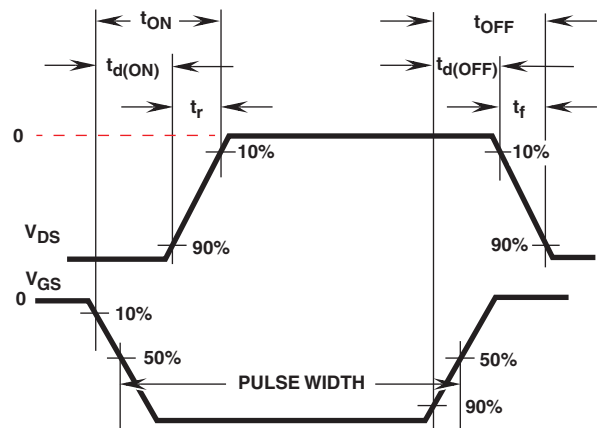 tON
tOFF
td(ON)
td(OFF)
tr
tf
0
10%
10%
VDS
90%
90%
VGS
0
10%
50%
50%
PULSE WIDTH
90%